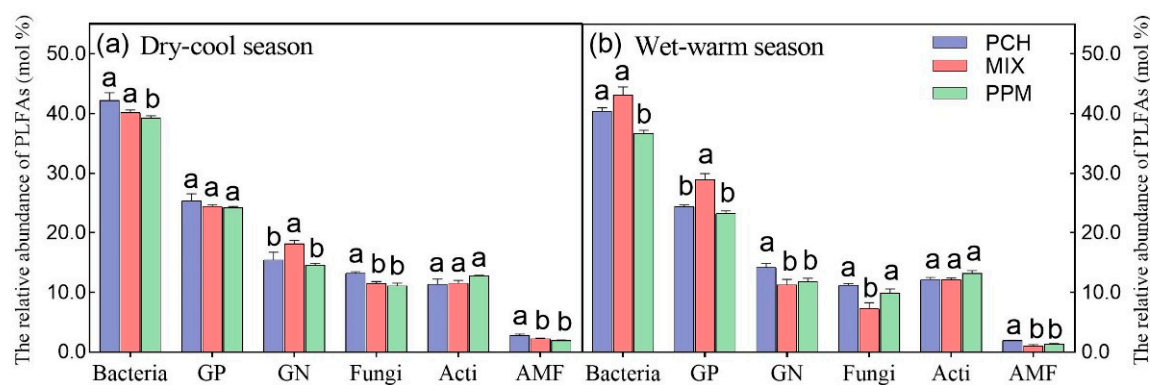 The relative abundance of PLFAs (mol %)
50.0
40.0
30.0
20.0
10.0
0.0
(a) Dry-cool season
a a b
a a a
b a b
a b b
a a a
a b b
Bacteria GP GN Fungi Acti AMF
(b) Wet-warm season
PCH
MIX
PPM
a a b
b a b
a b b
a b a
a a a
a b b
Bacteria GP GN Fungi Acti AMF
50.0
40.0
30.0
20.0
10.0
0.0
The relative abundance of PLFAs (mol %)